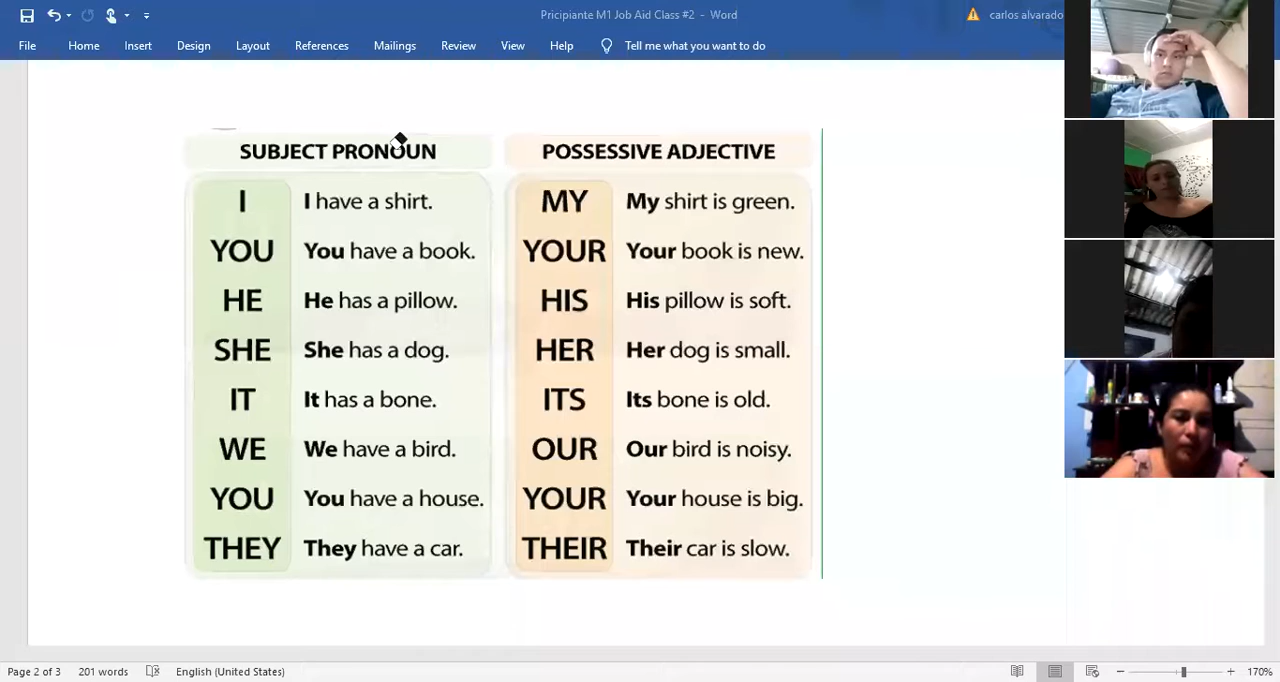 Pricipiante M1 Job Aid Class #2 - Word
carlos alvarado
File Home Insert Design Layout References Mailings Review View Help Tell me what you want to do
SUBJECT PRONOUN POSSESSIVE ADJECTIVE
I I have a shirt. MY My shirt is green.
YOU You have a book. YOUR Your book is new.
HE He has a pillow. HIS His pillow is soft.
SHE She has a dog. HER Her dog is small.
IT It has a bone. ITS Its bone is old.
WE We have a bird. OUR Our bird is noisy.
YOU You have a house. YOUR Your house is big.
THEY They have a car. THEIR Their car is slow.
Page 2 of 3 201 words English (United States) 170%